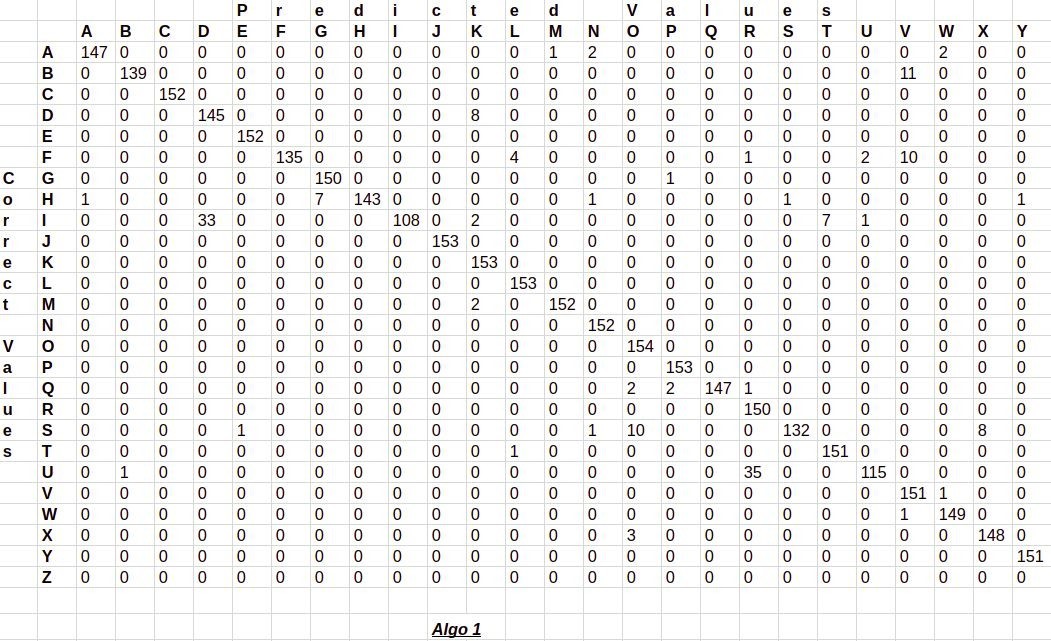 P r e d i c t e d V a l u e s
A B C D E F G H I J K L M N O P Q R S T U V W X Y
A 147 0 0 0 0 0 0 0 0 0 0 0 1 2 0 0 0 0 0 0 0 0 2 0 0
B 0 139 0 0 0 0 0 0 0 0 0 0 0 0 0 0 0 0 0 0 0 11 0 0 0
C 0 0 152 0 0 0 0 0 0 0 0 0 0 0 0 0 0 0 0 0 0 0 0 0 0
D 0 0 0 145 0 0 0 0 0 0 8 0 0 0 0 0 0 0 0 0 0 0 0 0 0
E 0 0 0 0 152 0 0 0 0 0 0 0 0 0 0 0 0 0 0 0 0 0 0 0 0
F 0 0 0 0 0 135 0 0 0 0 0 4 0 0 0 0 0 1 0 0 2 10 0 0 0
C G 0 0 0 0 0 0 150 0 0 0 0 0 0 0 0 1 0 0 0 0 0 0 0 0 0
o H 1 0 0 0 0 0 7 143 0 0 0 0 0 1 0 0 0 0 1 0 0 0 0 0 1
r I 0 0 0 33 0 0 0 0 108 0 2 0 0 0 0 0 0 0 0 7 1 0 0 0 0
r J 0 0 0 0 0 0 0 0 0 153 0 0 0 0 0 0 0 0 0 0 0 0 0 0 0
e K 0 0 0 0 0 0 0 0 0 0 153 0 0 0 0 0 0 0 0 0 0 0 0 0 0
c L 0 0 0 0 0 0 0 0 0 0 0 153 0 0 0 0 0 0 0 0 0 0 0 0 0
t M 0 0 0 0 0 0 0 0 0 0 2 0 152 0 0 0 0 0 0 0 0 0 0 0 0
N 0 0 0 0 0 0 0 0 0 0 0 0 0 152 0 0 0 0 0 0 0 0 0 0 0
V O 0 0 0 0 0 0 0 0 0 0 0 0 0 0 154 0 0 0 0 0 0 0 0 0 0
a P 0 0 0 0 0 0 0 0 0 0 0 0 0 0 0 153 0 0 0 0 0 0 0 0 0
l Q 0 0 0 0 0 0 0 0 0 0 0 0 0 0 2 2 147 1 0 0 0 0 0 0 0
u R 0 0 0 0 0 0 0 0 0 0 0 0 0 0 0 0 0 150 0 0 0 0 0 0 0
e S 0 0 0 0 1 0 0 0 0 0 0 0 0 1 10 0 0 0 132 0 0 0 0 8 0
s T 0 0 0 0 0 0 0 0 0 0 0 1 0 0 0 0 0 0 0 151 0 0 0 0 0
U 0 1 0 0 0 0 0 0 0 0 0 0 0 0 0 0 0 35 0 0 115 0 0 0 0
V 0 0 0 0 0 0 0 0 0 0 0 0 0 0 0 0 0 0 0 0 0 151 1 0 0
W 0 0 0 0 0 0 0 0 0 0 0 0 0 0 0 0 0 0 0 0 0 1 149 0 0
X 0 0 0 0 0 0 0 0 0 0 0 0 0 0 3 0 0 0 0 0 0 0 0 148 0
Y 0 0 0 0 0 0 0 0 0 0 0 0 0 0 0 0 0 0 0 0 0 0 0 0 151
Z 0 0 0 0 0 0 0 0 0 0 0 0 0 0 0 0 0 0 0 0 0 0 0 0 0
Algo 1